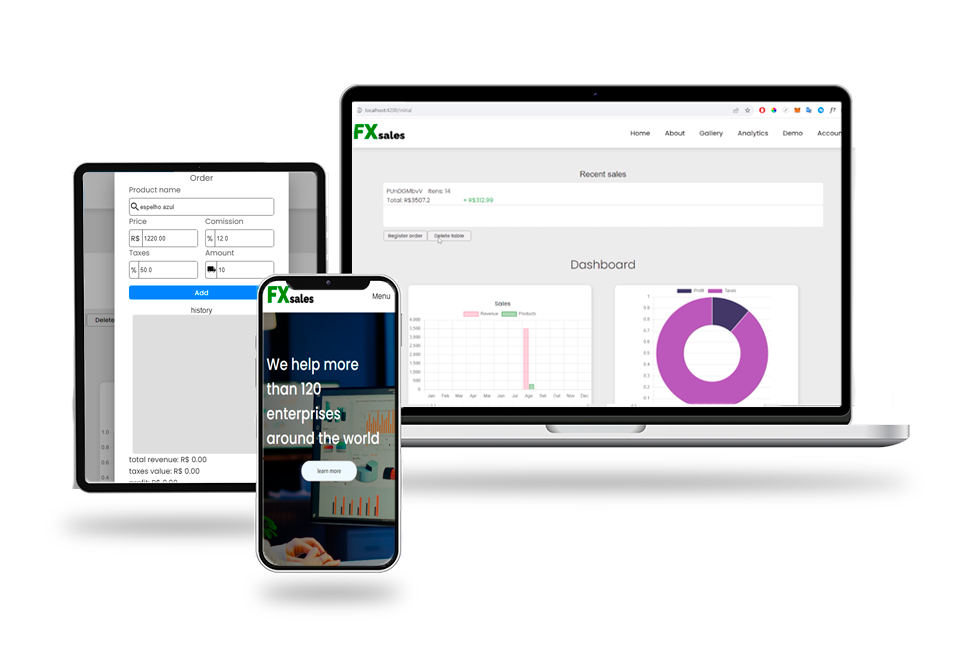 Order
Product name
espelho azul
Price
Comission
R$ 1220.00
% 12.0
Taxes
Amount
% 50.0
10
Add
history
Delete
1.0
0.8
0.6
0.4
total revenue: R$ 0.00
taxes value: R$ 0.00
profit: R$ 0.00
FXsales
Menu
We help more
than 120
enterprises
around the world
learn more
localhost:4200/initial
FXsales
Home About Gallery Analytics Demo Accoun
Recent sales
PUnDGMbvV Itens: 14
Total: R$3507.2 + R$312.99
Register order Delete table
Dashboard
Sales
Revenue Products
4,000
3,500
3,000
2,500
2,000
1,500
1,000
500
0
Jan Feb Mar Apr Mai Jun Jul Ago Set Out Nov Dec
Profit Taxes
1
0.9
0.8
0.7
0.6
0.5
0.4
0.3
0.2
0.1